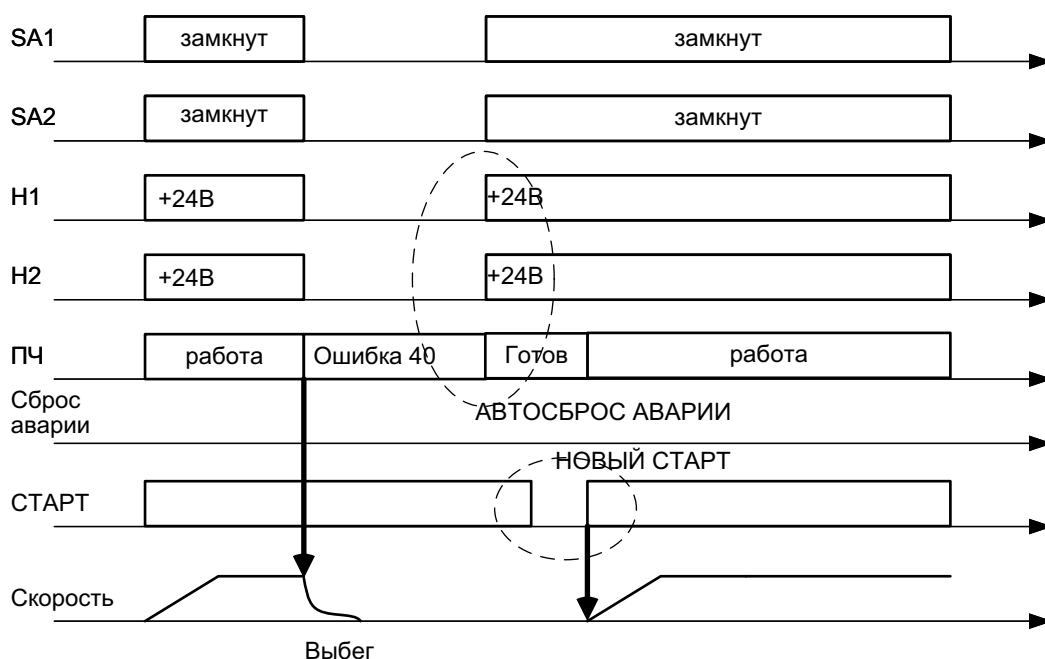 SA1 замкнут замкнут
SA2 замкнут замкнут
H1 +24В +24В
H2 +24В +24В
ПЧ работа Ошибка 40 Готов работа
Сброс
аварии
АВТОСБРОС АВАРИИ
НОВЫЙ СТАРТ
СТАРТ
Скорость
Выбег